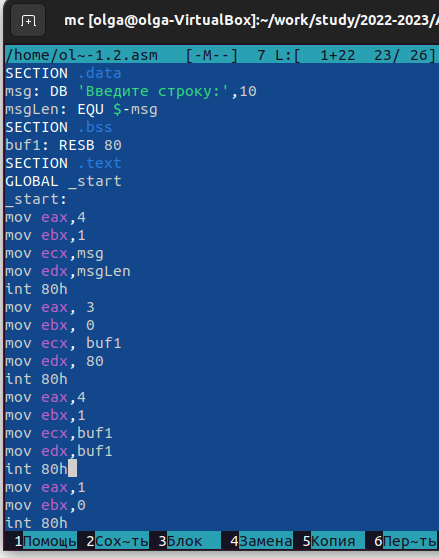 mc [olga@olga-VirtualBox]:~/work/study/2022-2023/
/home/ol~-1.2.asm [-M--] 7 L:[ 1+22 23/ 26]
SECTION .data
msg: DB 'Введите строку:',10
msgLen: EQU $-msg
SECTION .bss
buf1: RESB 80
SECTION .text
GLOBAL _start
_start:
mov eax,4
mov ebx,1
mov ecx,msg
mov edx,msgLen
int 80h
mov eax, 3
mov ebx, 0
mov ecx, buf1
mov edx, 80
int 80h
mov eax,4
mov ebx,1
mov ecx,buf1
mov edx,buf1
int 80h
mov eax,1
mov ebx,0
int 80h
1Помощь 2Сох~ть 3Блок 4Замена 5Копия 6Пер~ть